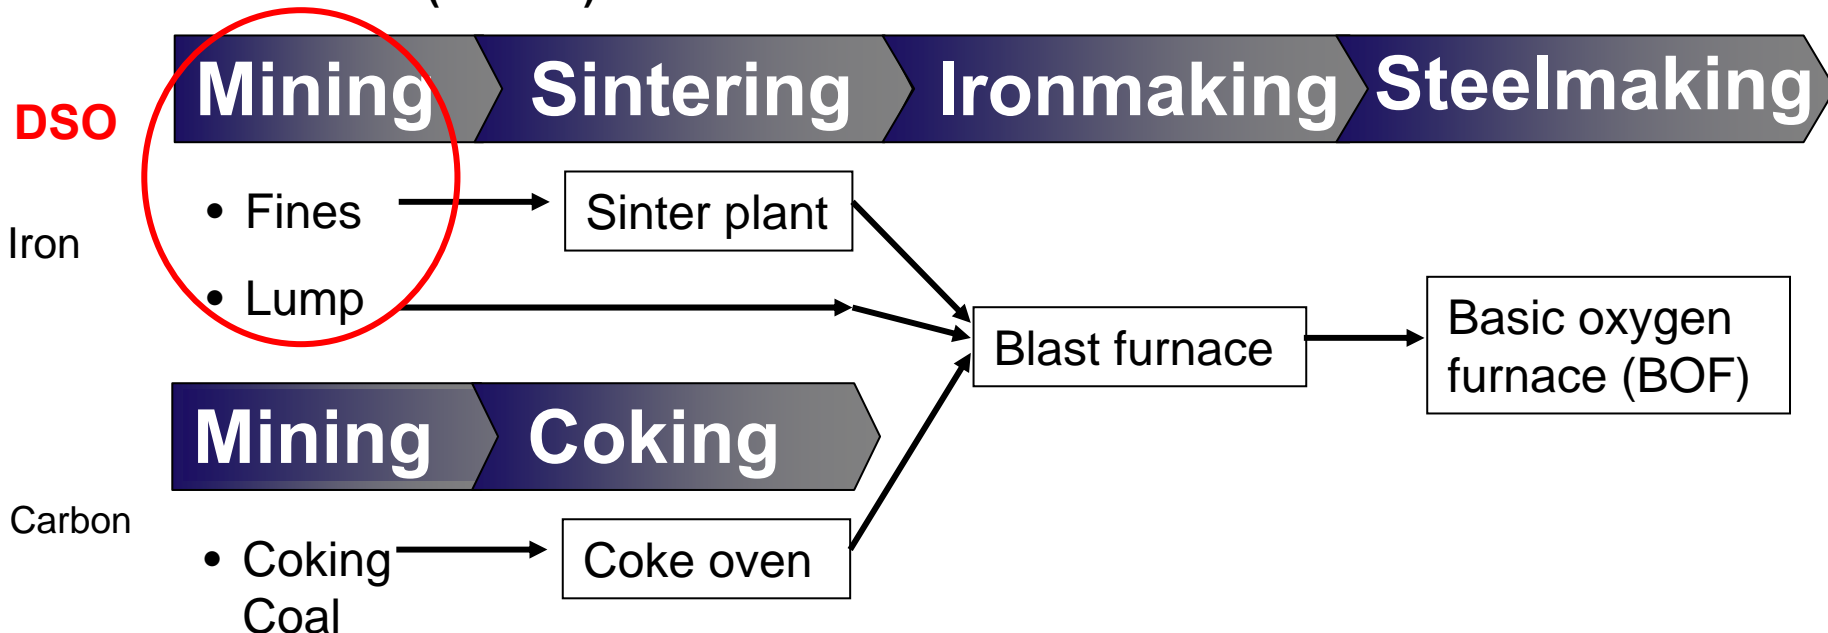 Mining Sintering Ironmaking Steelmaking
DSO
• Fines
Sinter plant
Iron
• Lump
Blast furnace
Basic oxygen
furnace (BOF)
Mining Coking
Carbon
• Coking
Coal
Coke oven